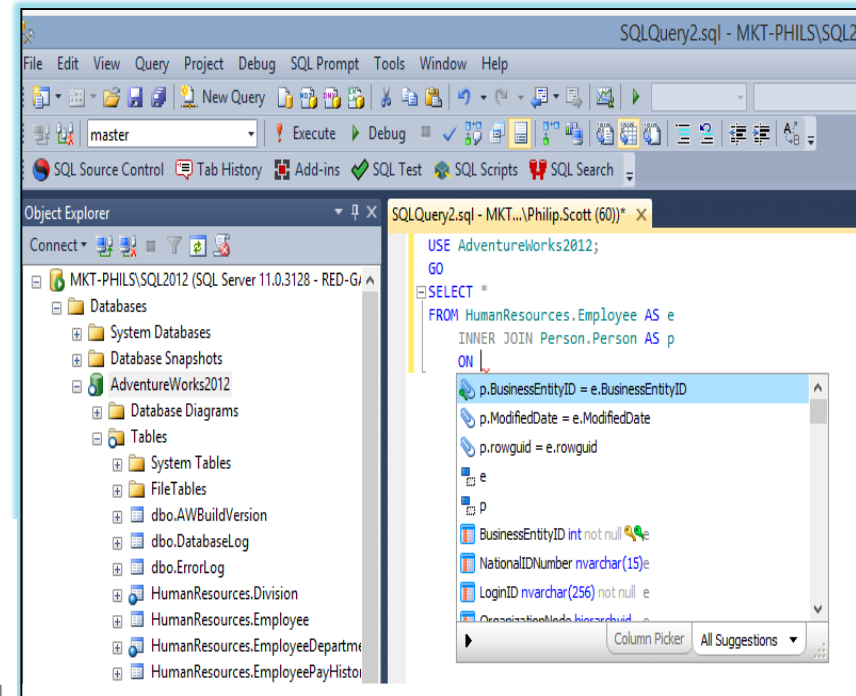 SQLQuery2.sql - MKT-PHILS\SQL2
File Edit View Query Project Debug SQL Prompt Tools Window Help
New Query
master Execute Debug
SQL Source Control Tab History Add-ins SQL Test SQL Scripts SQL Search
Object Explorer
Connect
MKT-PHILS\SQL2012 (SQL Server 11.0.3128 - RED-GA
Databases
System Databases
Database Snapshots
AdventureWorks2012
Database Diagrams
Tables
System Tables
FileTables
dbo.AWBuildVersion
dbo.DatabaseLog
dbo.ErrorLog
HumanResources.Division
HumanResources.Employee
HumanResources.EmployeeDepartme
HumanResources.EmployeePayHistor
SQLQuery2.sql - MKT...\Philip.Scott (60))*
USE AdventureWorks2012;
GO
SELECT *
FROM HumanResources.Employee AS e
INNER JOIN Person.Person AS p
ON
p.BusinessEntityID = e.BusinessEntityID
p.ModifiedDate = e.ModifiedDate
p.rowguid = e.rowguid
e
p
BusinessEntityID int not null e
NationalIDNumber nvarchar(15) e
LoginID nvarchar(256) not null e
OrganizationNode hierarchyid e
Column Picker All Suggestions